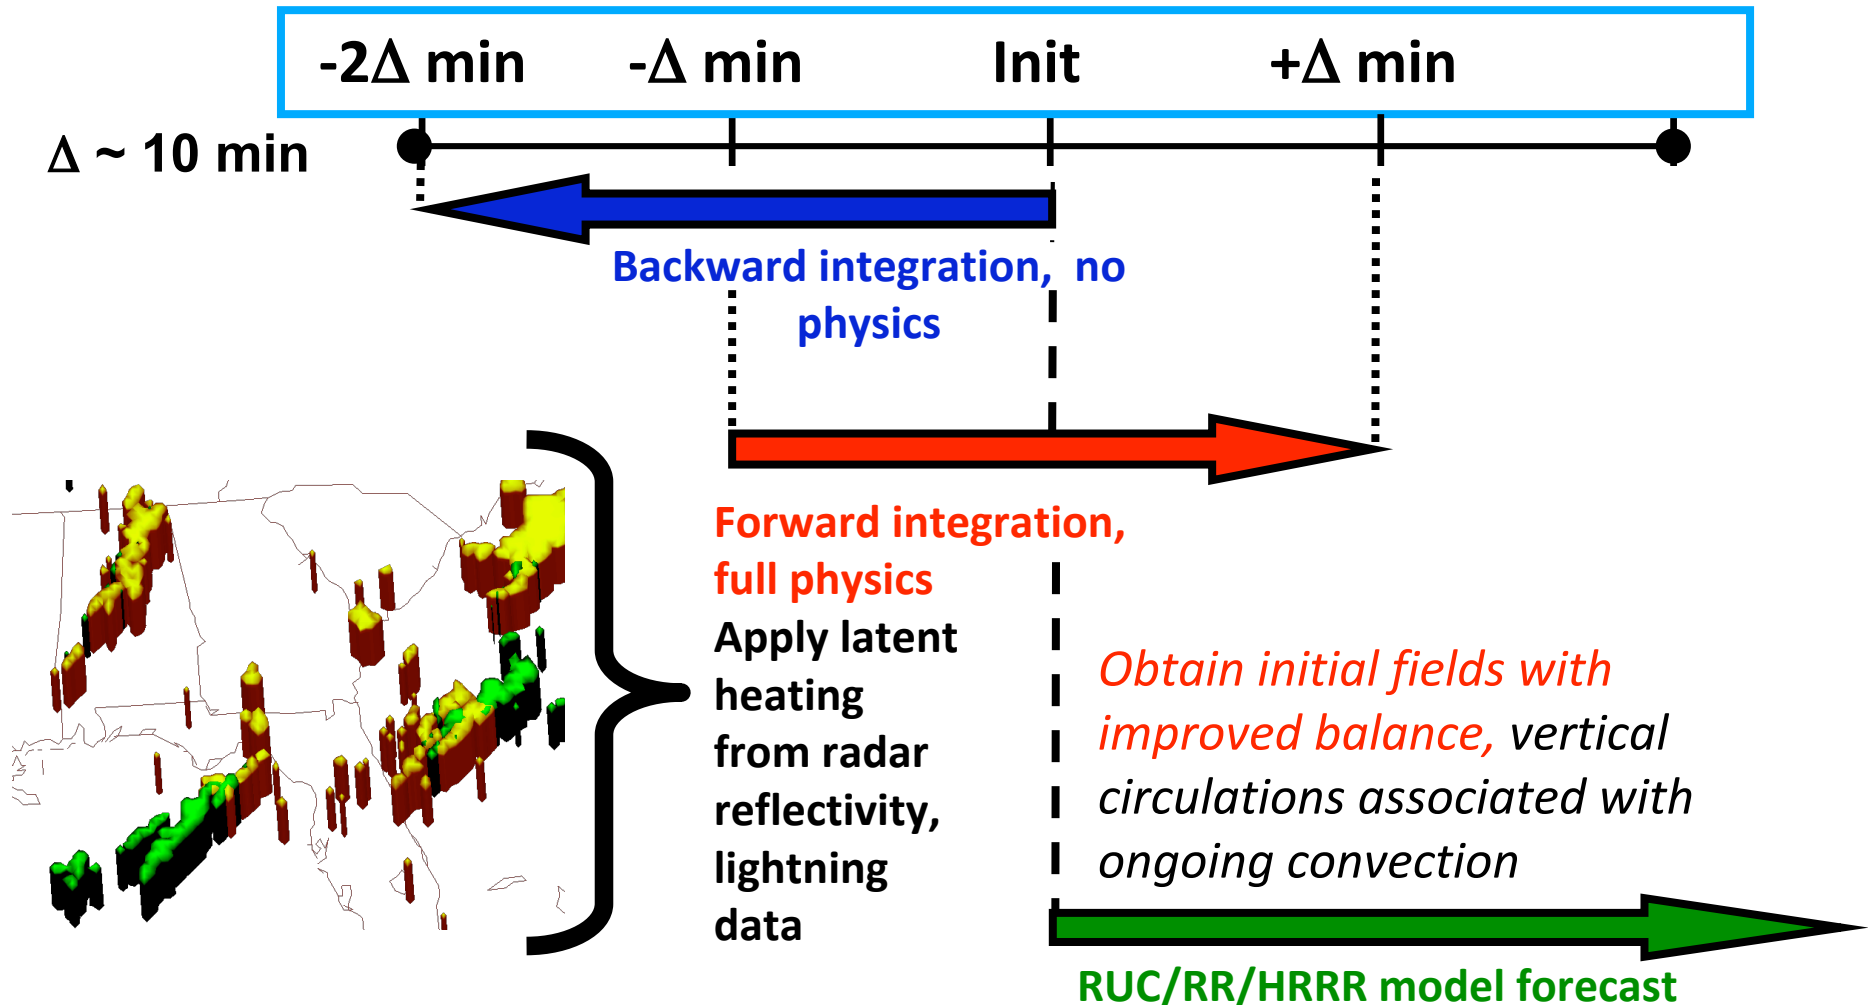 -2Δ min -Δ min Init +Δ min
Δ ~ 10 min
Backward integration, no
physics
Forward integration,
full physics
Apply latent
heating
from radar
reflectivity,
lightning
data
Obtain initial fields with
improved balance, vertical
circulations associated with
ongoing convection
RUC/RR/HRRR model forecast